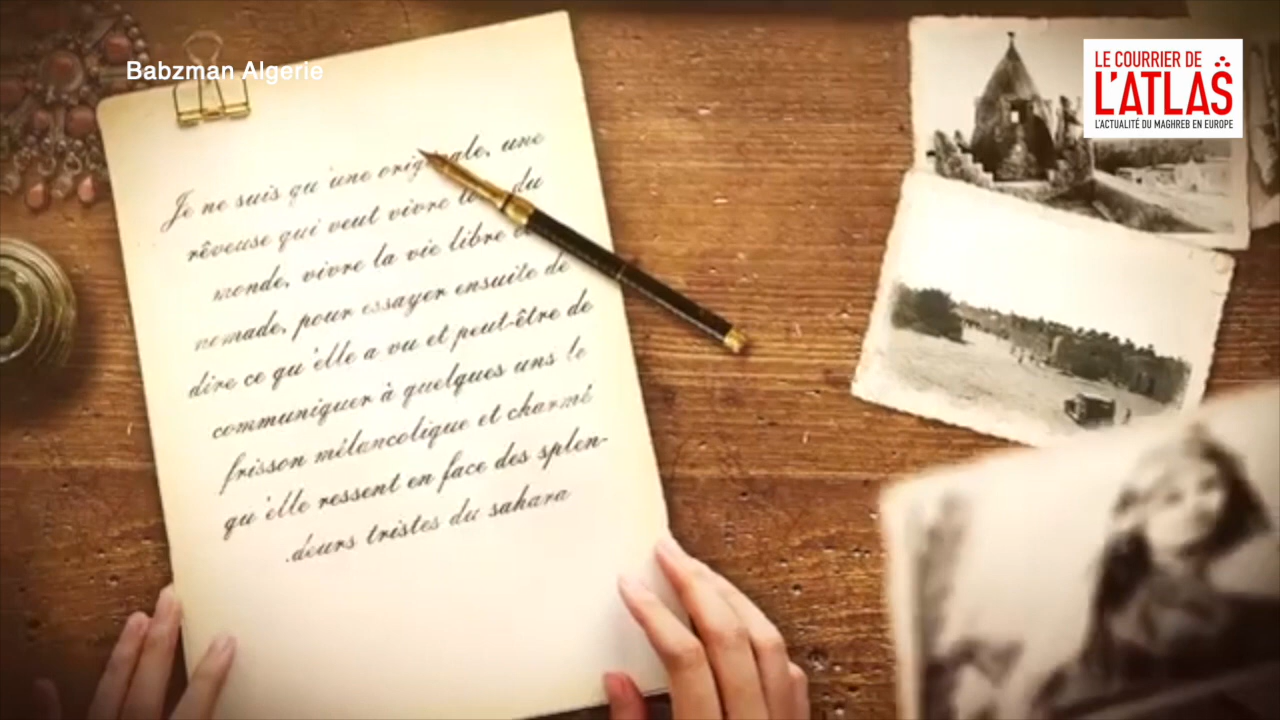 Babzman Algerie
LE COURRIER DE
L'ATLAS
L'ACTUALITÉ DU MAGHREB EN EUROPE
Je ne suis qu'une originale, une
rêveuse qui veut vivre du
monde, vivre la vie libre
nomade, pour essayer ensuite de
dire ce qu'elle a vu et peut-être de
communiquer à quelques uns le
frisson mélancolique et charmé
qu'elle ressent en face des splen-
.deurs tristes du sahara